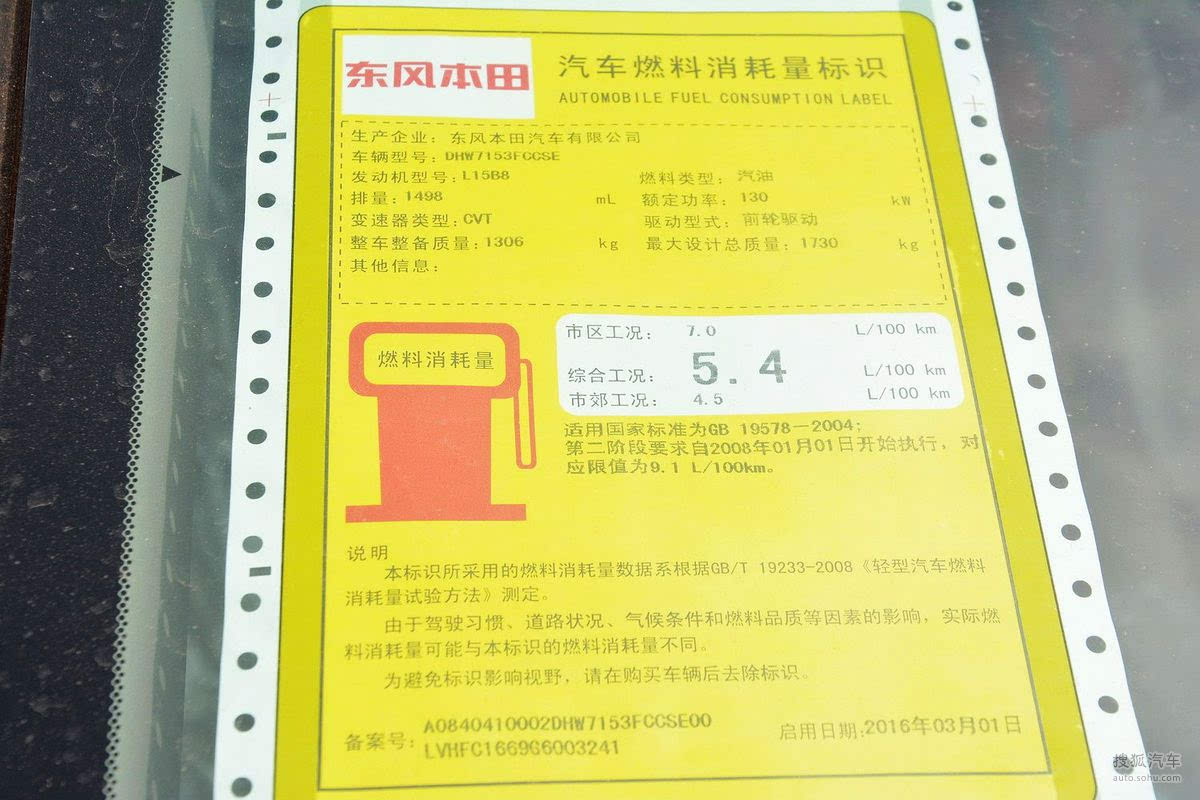 东风本田
汽车燃料消耗量标识
AUTOMOBILE FUEL CONSUMPTION LABEL
生产企业: 东风本田汽车有限公司
车辆型号: DHW7153FCCSE
发动机型号: L15B8 燃料类型: 汽油
排量: 1498 mL 额定功率: 130 kW
变速器类型: CVT 驱动型式: 前轮驱动
整车整备质量: 1306 kg 最大设计总质量: 1730 kg
其他信息:
燃料消耗量
市区工况: 7.0 L/100 km
综合工况: 5.4 L/100 km
市郊工况: 4.5 L/100 km
适用国家标准为GB 19578-2004;
第二阶段要求自2008年01月01日开始执行, 对
应限值为9.1 L/100km。
说明
本标识所采用的燃料消耗量数据系根据GB/T 19233-2008《轻型汽车燃料
消耗量试验方法》测定。
由于驾驶习惯、道路状况、气候条件和燃料品质等因素的影响, 实际燃
料消耗量可能与本标识的燃料消耗量不同。
为避免标识影响视野, 请在购买车辆后去除标识。
备案号: A0840410002DHW7153FCCSE00
LVHFC1669G6003241
启用日期: 2016年03月01日
搜狐汽车
auto.sohu.com